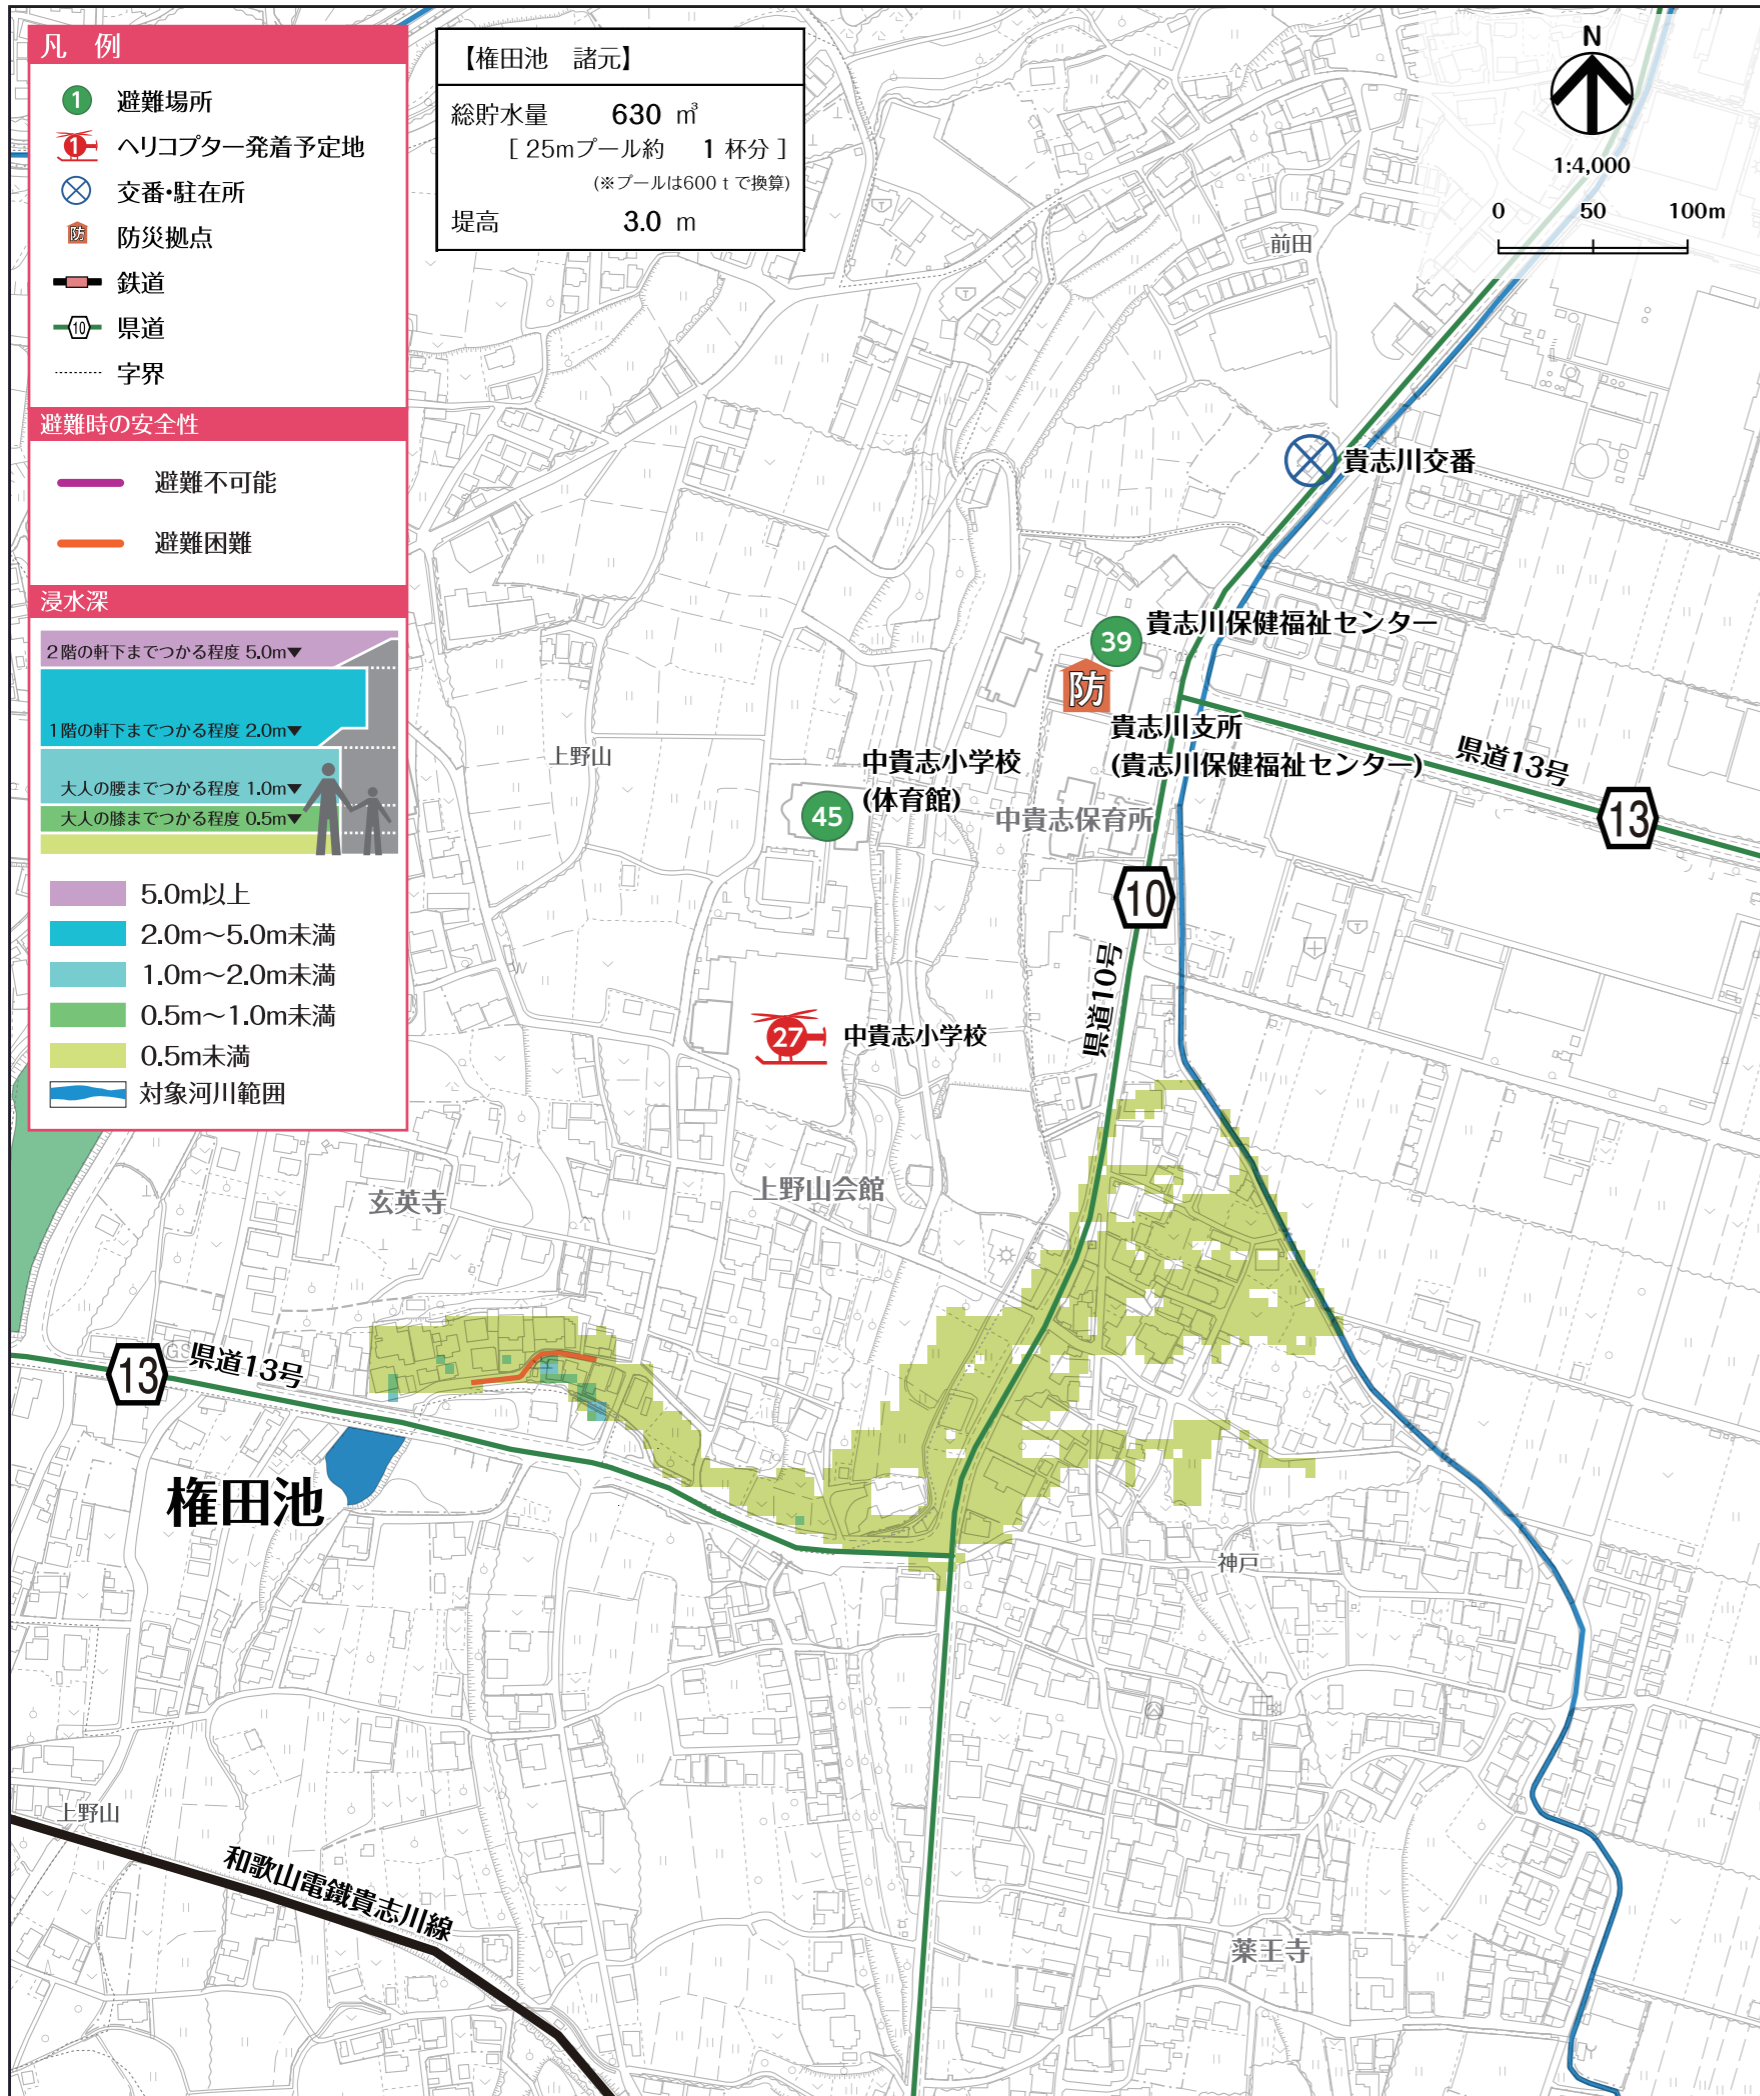 凡 例
1 避難場所
1 ヘリコプター発着予定地
交番・駐在所
防 防災拠点
鉄道
10 県道
字界
避難時の安全性
避難不可能
避難困難
浸水深
2階の軒下までつかる程度 5.0m▼
1階の軒下までつかる程度 2.0m▼
大人の腰までつかる程度 1.0m▼
大人の膝までつかる程度 0.5m▼
5.0m以上
2.0m～5.0m未満
1.0m～2.0m未満
0.5m～1.0m未満
0.5m未満
対象河川範囲
【権田池 諸元】
総貯水量 630 ㎥
[ 25mプール約 1 杯分 ]
(※プールは600 t で換算)
堤高 3.0 m
N
1:4,000
0 50 100m
前田
貴志川交番
39 貴志川保健福祉センター
防
貴志川支所
(貴志川保健福祉センター)
県道13号
13
上野山
中貴志小学校
(体育館)
45
中貴志保育所
10
県道10号
27 中貴志小学校
玄英寺
上野山会館
GS
13 県道13号
権田池
神戸
上野山
和歌山電鐵貴志川線
薬王寺